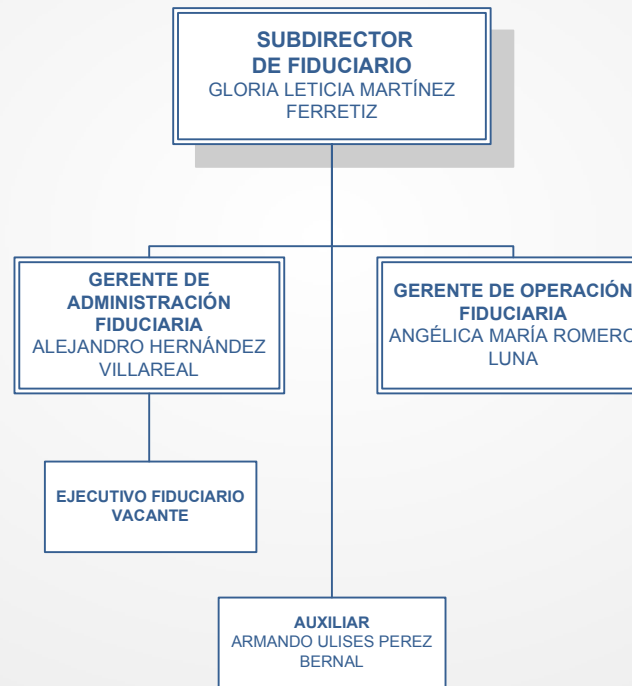 SUBDIRECTOR
DE FIDUCIARIO
GLORIA LETICIA MARTÍNEZ
FERRETIZ
GERENTE DE
ADMINISTRACIÓN
FIDUCIARIA
ALEJANDRO HERNÁNDEZ
VILLAREAL
GERENTE DE OPERACIÓN
FIDUCIARIA
ANGÉLICA MARÍA ROMERO
LUNA
EJECUTIVO FIDUCIARIO
VACANTE
AUXILIAR
ARMANDO ULISES PEREZ
BERNAL